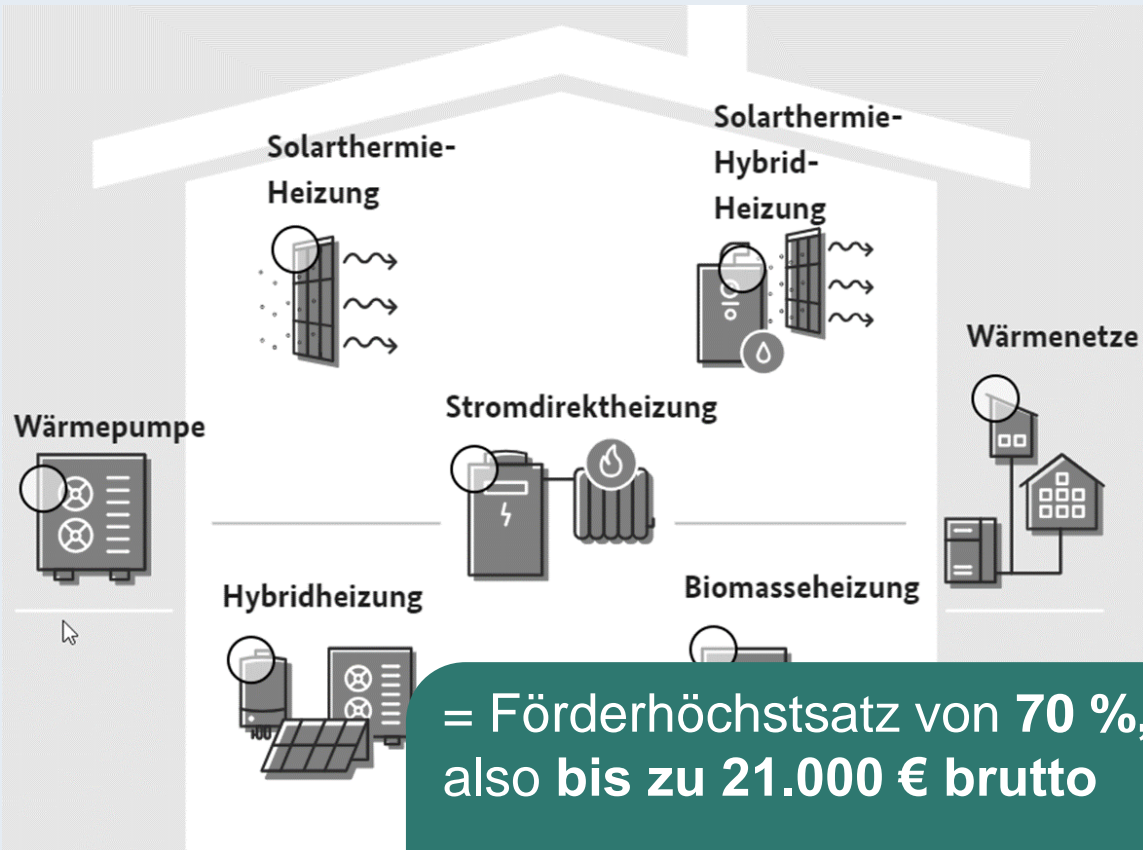 Solarthermie-
Heizung
Solarthermie-
Hybrid-
Heizung
Wärmenetze
Wärmepumpe
Stromdirektheizung
Hybridheizung
Biomasseheizung
= Förderhöchstsatz von 70 %,
also bis zu 21.000 € brutto